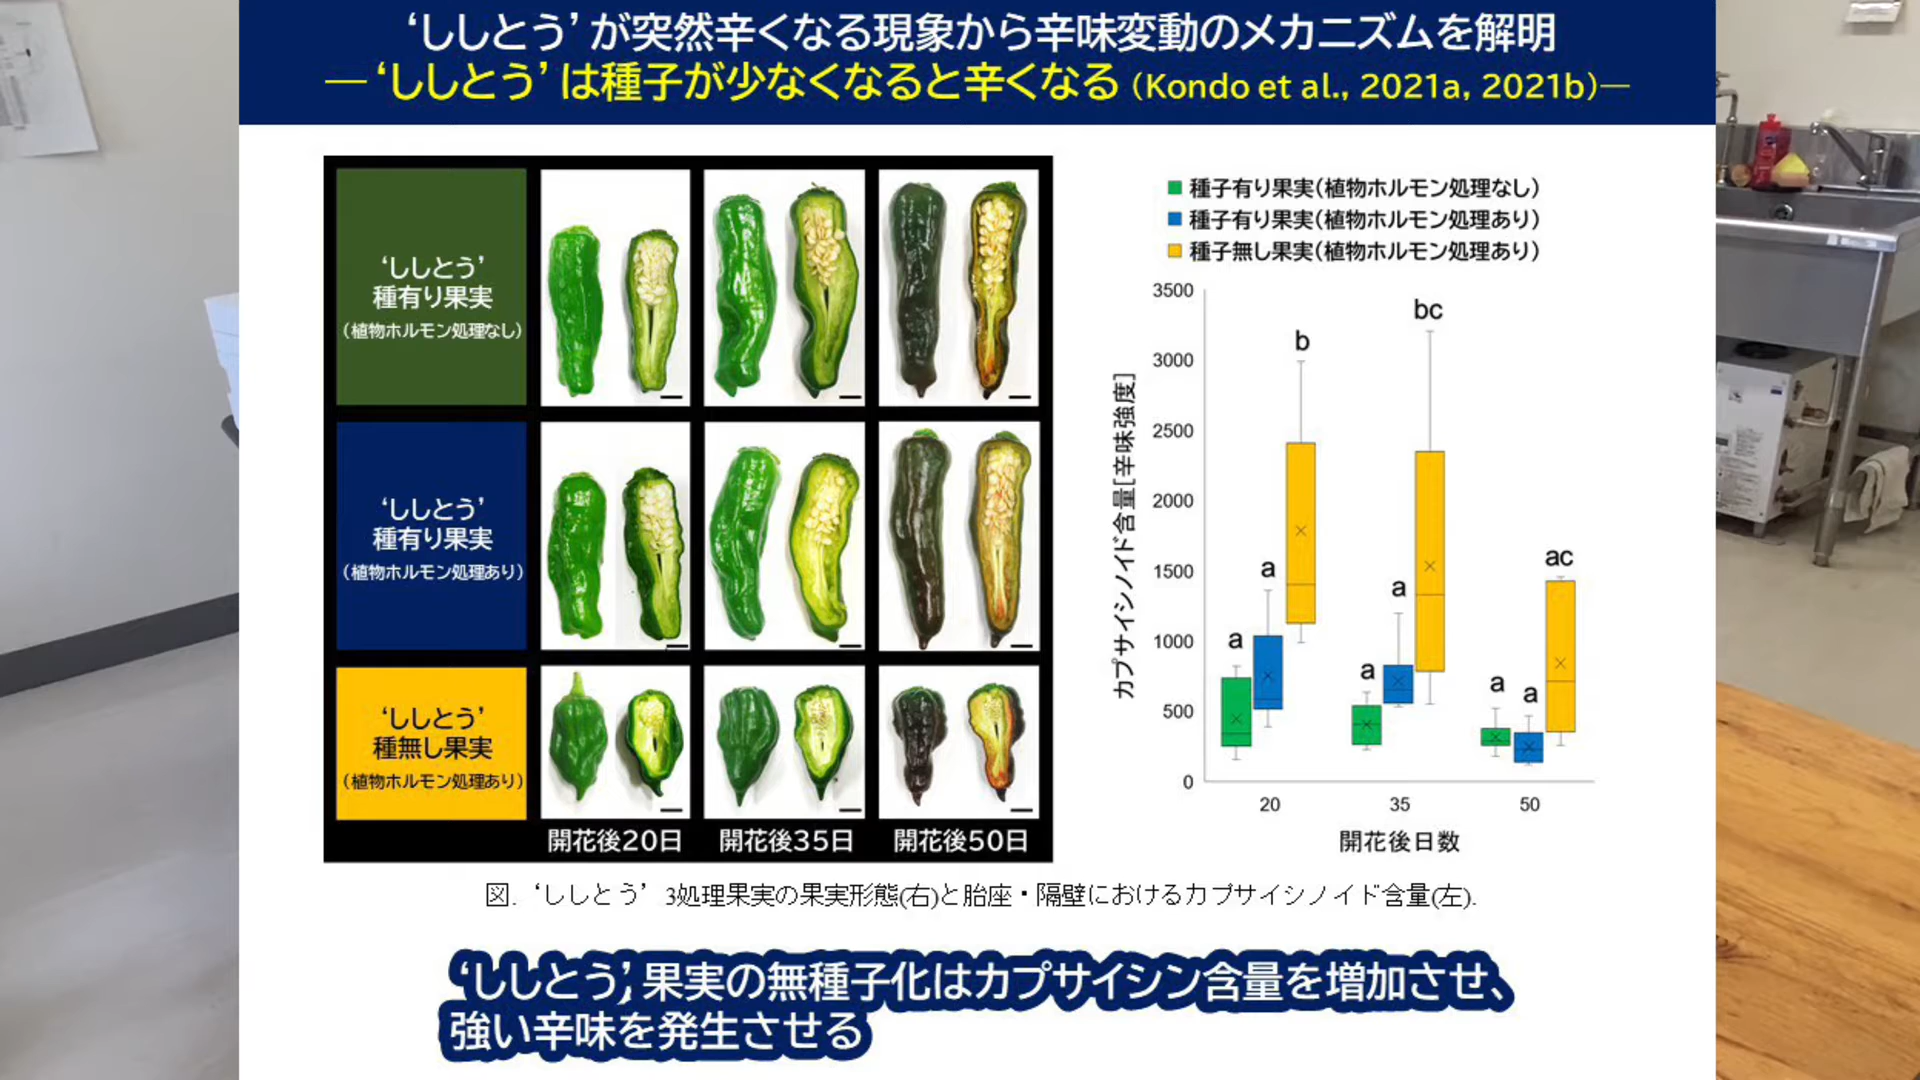 ‘ししとう’が突然辛くなる現象から辛味変動のメカニズムを解明
―‘ししとう’は種子が少なくなると辛くなる (Kondo et al., 2021a, 2021b)―
‘ししとう’
種有り果実
(植物ホルモン処理なし)
‘ししとう’
種有り果実
(植物ホルモン処理あり)
‘ししとう’
種無し果実
(植物ホルモン処理あり)
開花後20日
開花後35日
開花後50日
種子有り果実(植物ホルモン処理なし)
種子有り果実(植物ホルモン処理あり)
種子無し果実(植物ホルモン処理あり)
カプサイシノイド含量[辛味強度]
3500
3000
2500
2000
1500
1000
500
0
a
a
b
a
a
bc
a
a
ac
20
35
50
開花後日数
図. ‘ししとう’ 3処理果実の果実形態(右)と胎座・隔壁におけるカプサイシノイド含量(左).
‘ししとう’果実の無種子化はカプサイシン含量を増加させ、
強い辛味を発生させる